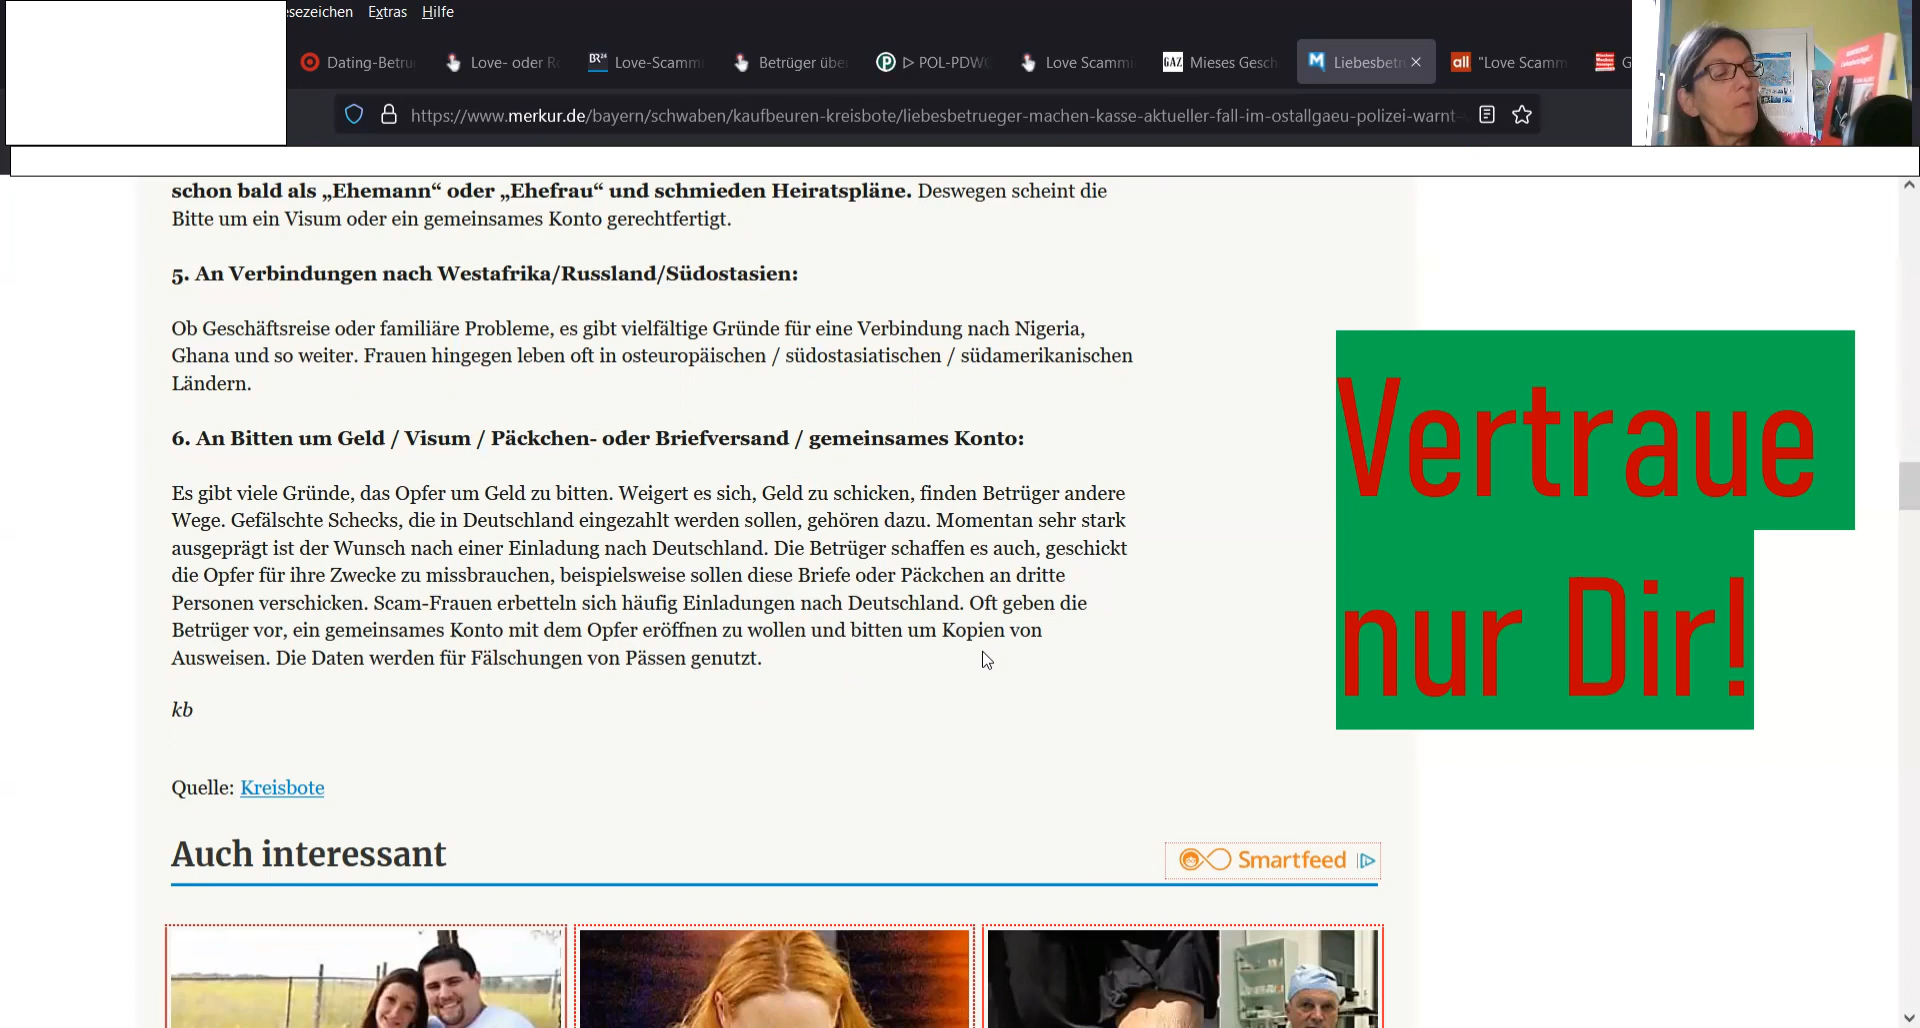 esezeichen Extras Hilfe
Dating-Betru
Love- oder R
BR24 Love-Scammi
Betrüger übe
▷ POL-PDW
Love Scammi
GAZ Mieses Gesch
Liebesbetr
all "Love Scamm
G
https://www.merkur.de/bayern/schwaben/kaufbeuren-kreisbote/liebesbetrueger-machen-kasse-aktueller-fall-im-ostallgaeu-polizei-warnt-
schon bald als „Ehemann“ oder „Ehefrau“ und schmieden Heiratspläne. Deswegen scheint die
Bitte um ein Visum oder ein gemeinsames Konto gerechtfertigt.
5. An Verbindungen nach Westafrika/Russland/Südostasien:
Ob Geschäftsreise oder familiäre Probleme, es gibt vielfältige Gründe für eine Verbindung nach Nigeria,
Ghana und so weiter. Frauen hingegen leben oft in osteuropäischen / südostasiatischen / südamerikanischen
Ländern.
6. An Bitten um Geld / Visum / Päckchen- oder Briefversand / gemeinsames Konto:
Es gibt viele Gründe, das Opfer um Geld zu bitten. Weigert es sich, Geld zu schicken, finden Betrüger andere
Wege. Gefälschte Schecks, die in Deutschland eingezahlt werden sollen, gehören dazu. Momentan sehr stark
ausgeprägt ist der Wunsch nach einer Einladung nach Deutschland. Die Betrüger schaffen es auch, geschickt
die Opfer für ihre Zwecke zu missbrauchen, beispielsweise sollen diese Briefe oder Päckchen an dritte
Personen verschicken. Scam-Frauen erbetteln sich häufig Einladungen nach Deutschland. Oft geben die
Betrüger vor, ein gemeinsames Konto mit dem Opfer eröffnen zu wollen und bitten um Kopien von
Ausweisen. Die Daten werden für Fälschungen von Pässen genutzt.
kb
Quelle: Kreisbote
Auch interessant
Smartfeed
Vertraue
nur Dir!